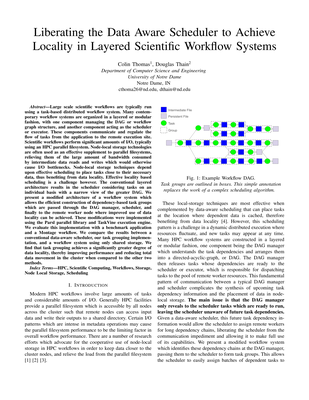 Liberating the Data Aware Scheduler to Achieve
Locality in Layered Scientific Workflow Systems
Colin Thomas, Douglas Thain
Department of Computer Science and Engineering
University of Notre Dame
Notre Dame, IN
cthoma26@nd.edu, dthain@nd.edu
Abstract—Large scale scientific workflows are typically run
using a task-based distributed workflow system. Many contem-
porary workflow systems are organized in a layered or modular
fashion, with one component managing the DAG or workflow
graph structure, and another component acting as the scheduler
or executor. These components communicate and regulate the
flow of tasks from the application to the remote execution site.
Scientific workflows perform significant amounts of I/O, typically
using an HPC parallel filesystem. Node-local storage technologies
are often used as an effective supplement to parallel filesystems,
relieving them of the large amount of bandwidth consumed
by intermediate data reads and writes which would otherwise
cause I/O bottlenecks. Node-local storage techniques depend
upon effective scheduling to place tasks close to their necessary
data, thus benefiting from data locality. Effective locality based
scheduling is a challenge however. The conventional layered
architecture results in the scheduler considering tasks on an
individual basis with a narrow view of the greater DAG. We
present a modified architecture of a workflow system which
allows the efficient construction of dependency-based task groups
which are passed through the DAG manager, scheduler, and
finally to the remote worker node where improved use of data
locality can be achieved. These modifications were implemented
using the Parsl parallel library and TaskVine execution engine.
We evaluate this implementation with a benchmark application
and a Montage workflow. We compare the results between a
conventional data-aware scheduler, our task grouping implemen-
tation, and a workflow system using only shared storage. We
find that task grouping achieves a significantly greater degree of
data locality, thereby improving performance and reducing total
data movement in the cluster when compared to the other two
methods.
Index Terms—HPC, Scientific Computing, Workflows, Storage,
Node Local Storage, Scheduling
I. INTRODUCTION
Modern HPC workflows involve large amounts of tasks
and considerable amounts of I/O. Generally HPC facilities
provide a parallel filesystem which is accessible by all nodes
across the cluster such that remote nodes can access input
data and write their outputs to a shared directory. Certain I/O
patterns which are intense in metadata operations may cause
the parallel filesystem performance to be the limiting factor in
overall workflow performance. There are a number of research
efforts which advocate for the cooperative use of node-local
storage in HPC workflows in order to keep data closer to the
cluster nodes, and relieve the load from the parallel filesystem
[1] [2] [3].
Intermediate File
Permanent File
Task
Group
Fig. 1: Example Workflow DAG.
Task groups are outlined in boxes. This simple annotation
replaces the work of a complex scheduling algorithm.
These local-storage techniques are most effective when
complemented by data-aware scheduling that can place tasks
at the location where dependent data is cached, therefore
benefiting from data locality [4]. However, this scheduling
pattern is a challenge in a dynamic distributed execution where
resources fluctuate, and new tasks may appear at any time.
Many HPC workflow systems are constructed in a layered
or modular fashion, one component being the DAG manager
which understands the task dependencies and arranges them
into a directed-acyclic-graph, or DAG. The DAG manager
then releases tasks whose dependencies are ready to the
scheduler or executor, which is responsible for dispatching
tasks to the pool of remote worker resources. This fundamental
pattern of communication between a typical DAG manager
and scheduler complicates the synthesis of upcoming task
dependency information and the placement of data in node-
local storage. The main issue is that the DAG manager
only reveals to the scheduler tasks which are ready to run,
leaving the scheduler unaware of future task dependencies.
Given a data-aware scheduler, this future task dependency in-
formation would allow the scheduler to assign remote workers
for long dependency chains, liberating the scheduler from the
communication impediment and allowing it to make full use
of its capabilities. We present a modified workflow system
which identifies these dependency chains at the DAG manager,
passing them to the scheduler to form task groups. This allows
the scheduler to easily assign batches of dependent tasks to